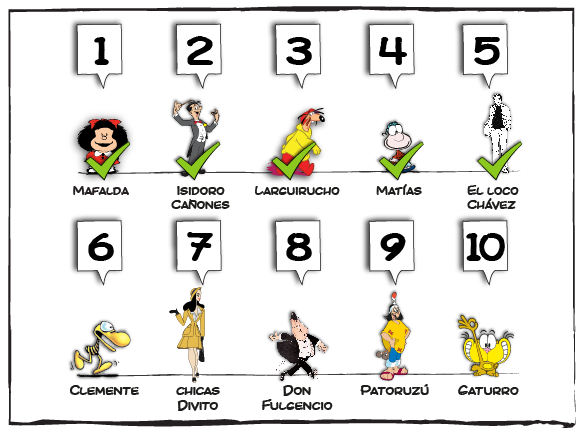 1 2 3 4 5
Mafalda Isidoro Cañones Larguirucho Matías El Loco Chávez
6 7 8 9 10
Clemente chicas Divito Don Fulgencio Patoruzú Gaturro